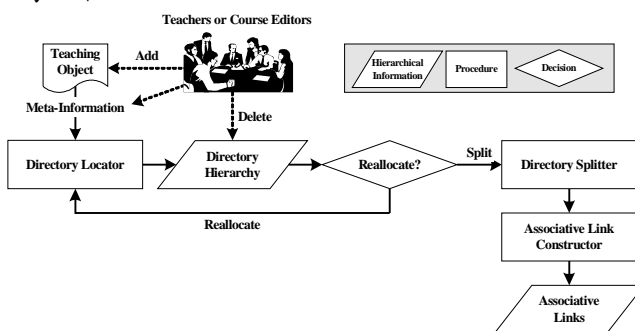 Teachers or Course Editors
Teaching
Object
Add
Meta-Information
Delete
Hierarchical
Information
Procedure
Decision
Directory Locator
Directory
Hierarchy
Reallocate?
Split
Directory Splitter
Reallocate
Associative Link
Constructor
Associative
Links